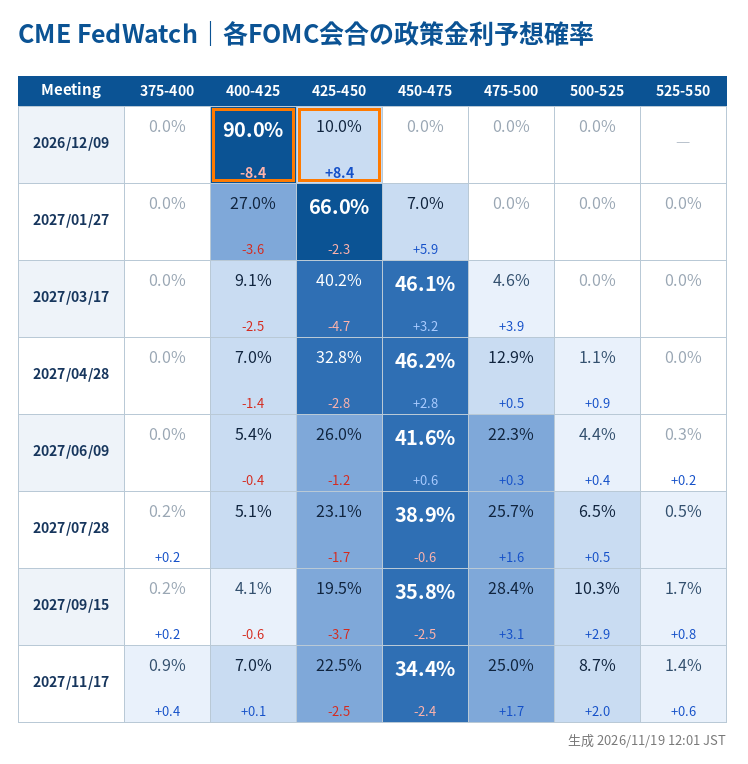 CME FedWatch｜各FOMC会合の政策金利予想確率
Meeting 375-400 400-425 425-450 450-475 475-500 500-525 525-550
2026/12/09 0.0% 90.0% 10.0% 0.0% 0.0% 0.0% —
-8.4 +8.4
2027/01/27 0.0% 27.0% 66.0% 7.0% 0.0% 0.0% 0.0%
-3.6 -2.3 +5.9
2027/03/17 0.0% 9.1% 40.2% 46.1% 4.6% 0.0% 0.0%
-2.5 -4.7 +3.2 +3.9
2027/04/28 0.0% 7.0% 32.8% 46.2% 12.9% 1.1% 0.0%
-1.4 -2.8 +2.8 +0.5 +0.9
2027/06/09 0.0% 5.4% 26.0% 41.6% 22.3% 4.4% 0.3%
-0.4 -1.2 +0.6 +0.3 +0.4 +0.2
2027/07/28 0.2% 5.1% 23.1% 38.9% 25.7% 6.5% 0.5%
+0.2 -1.7 -0.6 +1.6 +0.5
2027/09/15 0.2% 4.1% 19.5% 35.8% 28.4% 10.3% 1.7%
+0.2 -0.6 -3.7 -2.5 +3.1 +2.9 +0.8
2027/11/17 0.9% 7.0% 22.5% 34.4% 25.0% 8.7% 1.4%
+0.4 +0.1 -2.5 -2.4 +1.7 +2.0 +0.6
生成 2026/11/19 12:01 JST